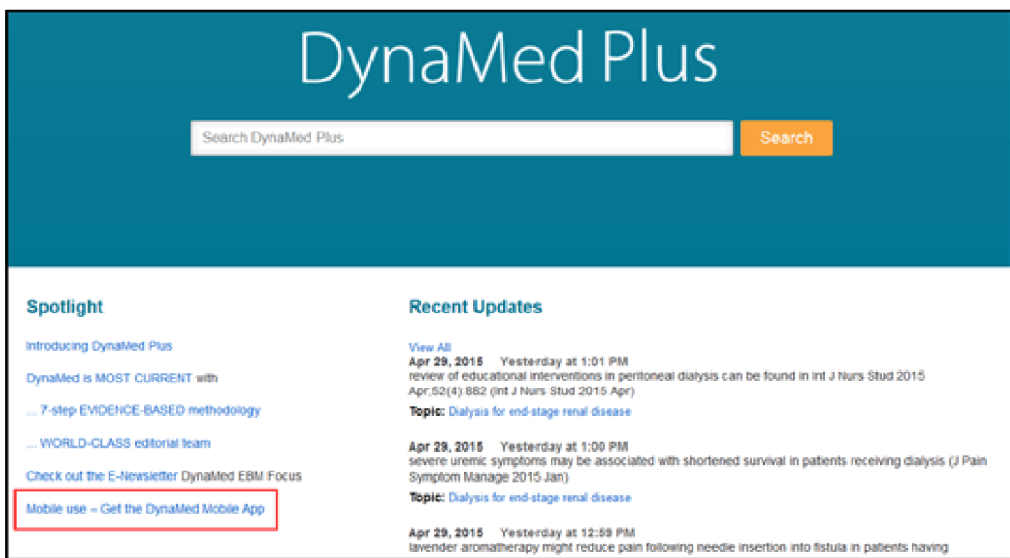 DynaMed Plus
Search DynaMed Plus
Search
Spotlight
Introducing DynaMed Plus
DynaMed is MOST CURRENT with
... 7-step EVIDENCE-BASED methodology
... WORLD-CLASS editorial team
Check out the E-Newsletter DynaMed EBM Focus
Mobile use – Get the DynaMed Mobile App
Recent Updates
View All
Apr 29, 2015 Yesterday at 1:01 PM
review of educational interventions in peritoneal dialysis can be found in Int J Nurs Stud 2015
Apr;52(4):882 (Int J Nurs Stud 2015 Apr)
Topic: Dialysis for end-stage renal disease
Apr 29, 2015 Yesterday at 1:00 PM
severe uremic symptoms may be associated with shortened survival in patients receiving dialysis (J Pain
Symptom Manage 2015 Jan)
Topic: Dialysis for end-stage renal disease
Apr 29, 2015 Yesterday at 12:59 PM
lavender aromatherapy might reduce pain following needle insertion into fistula in patients having